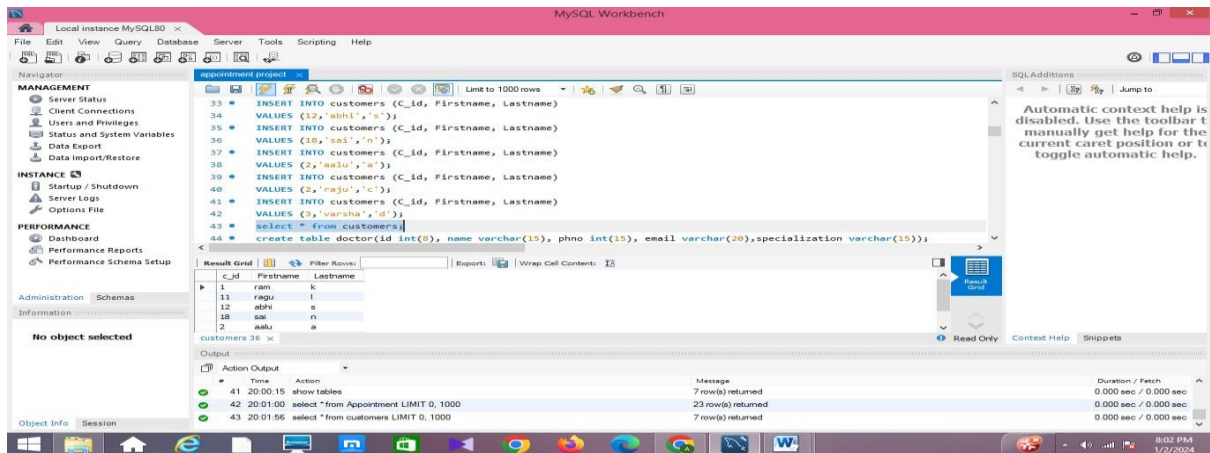 MySQL Workbench
Local instance MySQL80
File Edit View Query Database Server Tools Scripting Help
Navigator
MANAGEMENT
Server Status
Client Connections
Users and Privileges
Status and System Variables
Data Export
Data Import/Restore
INSTANCE
Startup / Shutdown
Server Logs
Options File
PERFORMANCE
Dashboard
Performance Reports
Performance Schema Setup
Administration Schemas
Information
No object selected
Object Info Session
appointment project
Limit to 1000 rows
33 INSERT INTO customers (C_id, Firstname, Lastname)
34 VALUES (12,'abhi','s');
35 INSERT INTO customers (C_id, Firstname, Lastname)
36 VALUES (18,'sai','n');
37 INSERT INTO customers (C_id, Firstname, Lastname)
38 VALUES (2,'aalu','a');
39 INSERT INTO customers (C_id, Firstname, Lastname)
40 VALUES (2,'raju','c');
41 INSERT INTO customers (C_id, Firstname, Lastname)
42 VALUES (3,'varsha','d');
43 select * from customers;
44 create table doctor(id int(8), name varchar(15), phno int(15), email varchar(20),specialization varchar(15));
Result Grid Filter Rows: Export: Wrap Cell Content:
c_id Firstname Lastname
1 ram k
11 ragu l
12 abhi s
18 sai n
2 aalu a
Result Grid
customers 36
Read Only
Output
Action Output
# Time Action Message Duration / Fetch
41 20:00:15 show tables 7 row(s) returned 0.000 sec / 0.000 sec
42 20:01:00 select * from Appointment LIMIT 0, 1000 23 row(s) returned 0.000 sec / 0.000 sec
43 20:01:56 select * from customers LIMIT 0, 1000 7 row(s) returned 0.000 sec / 0.000 sec
SQLAdditions
Jump to
Automatic context help is
disabled. Use the toolbar t
manually get help for the
current caret position or to
toggle automatic help.
Context Help Snippets
8:02 PM
1/2/2024